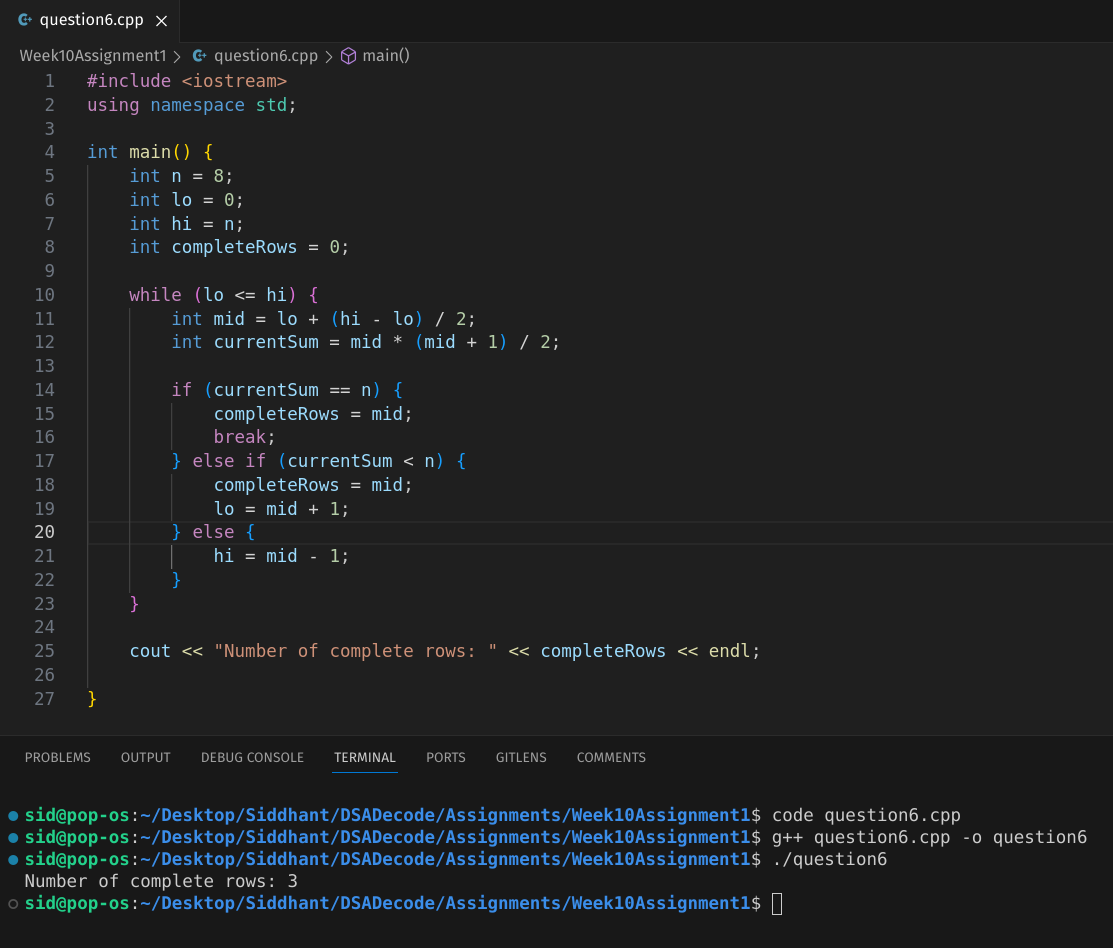 question6.cpp
Week10Assignment1 > question6.cpp > main()
1 #include <iostream>
2 using namespace std;
3
4 int main() {
5     int n = 8;
6     int lo = 0;
7     int hi = n;
8     int completeRows = 0;
9
10     while (lo <= hi) {
11         int mid = lo + (hi - lo) / 2;
12         int currentSum = mid * (mid + 1) / 2;
13
14         if (currentSum == n) {
15             completeRows = mid;
16             break;
17         } else if (currentSum < n) {
18             completeRows = mid;
19             lo = mid + 1;
20         } else {
21             hi = mid - 1;
22         }
23     }
24
25     cout << "Number of complete rows: " << completeRows << endl;
26
27 }
PROBLEMS OUTPUT DEBUG CONSOLE TERMINAL PORTS GITLENS COMMENTS
sid@pop-os:~/Desktop/Siddhant/DSADecode/Assignments/Week10Assignment1$ code question6.cpp
sid@pop-os:~/Desktop/Siddhant/DSADecode/Assignments/Week10Assignment1$ g++ question6.cpp -o question6
sid@pop-os:~/Desktop/Siddhant/DSADecode/Assignments/Week10Assignment1$ ./question6
Number of complete rows: 3
sid@pop-os:~/Desktop/Siddhant/DSADecode/Assignments/Week10Assignment1$